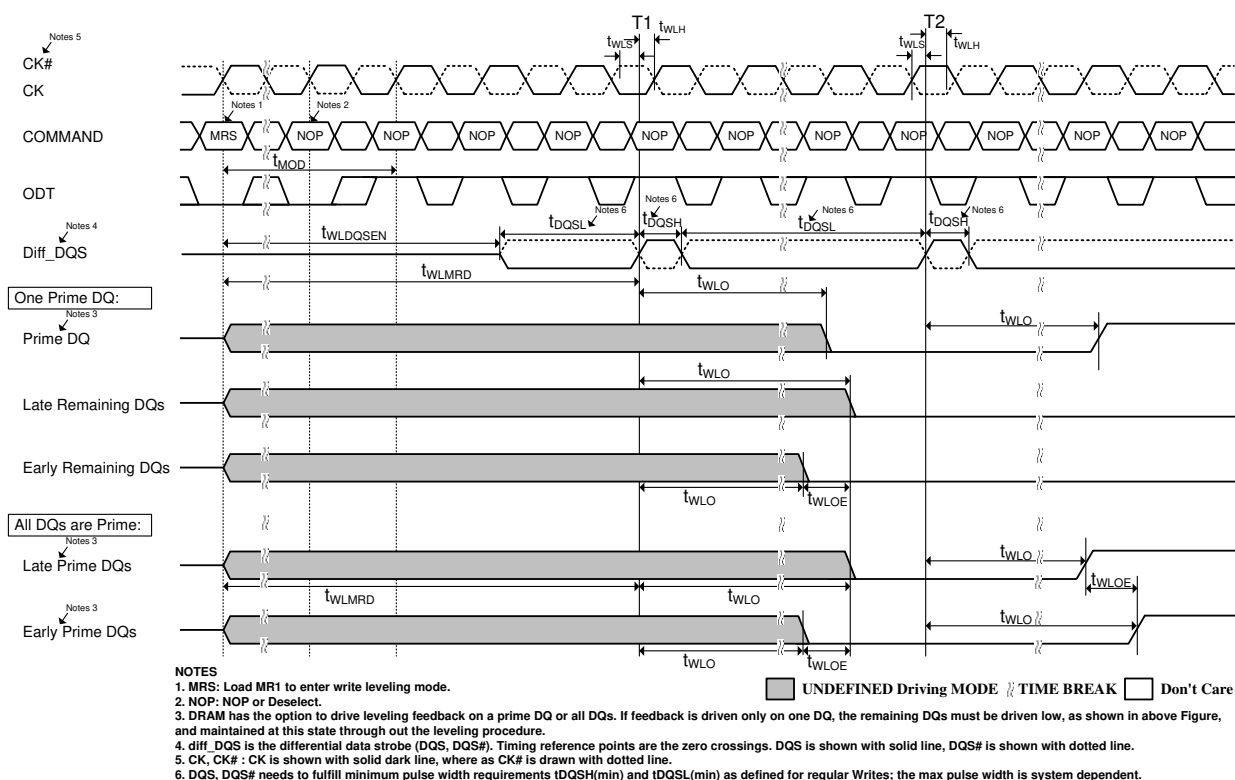 T1
T2
tWLS
tWLH
tWLS
tWLH
Notes 5
CK#
CK
Notes 1
Notes 2
COMMAND
MRS NOP NOP NOP NOP NOP NOP NOP NOP NOP NOP NOP
tMOD
ODT
Notes 4
Diff_DQS
tWLDQSEN
tDQSL
Notes 6
tDQSH
Notes 6
tDQSL
Notes 6
tDQSH
Notes 6
tWLMRD
tWLO
One Prime DQ:
Notes 3
Prime DQ
tWLO
tWLO
Late Remaining DQs
Early Remaining DQs
tWLO
tWLOE
All DQs are Prime:
Notes 3
Late Prime DQs
tWLO
tWLMRD
tWLO
tWLOE
Notes 3
Early Prime DQs
tWLO
tWLO
tWLOE
NOTES
1. MRS: Load MR1 to enter write leveling mode.
2. NOP: NOP or Deselect.
UNDEFINED Driving MODE TIME BREAK Don't Care
3. DRAM has the option to drive leveling feedback on a prime DQ or all DQs. If feedback is driven only on one DQ, the remaining DQs must be driven low, as shown in above Figure,
and maintained at this state through out the leveling procedure.
4. diff_DQS is the differential data strobe (DQS, DQS#). Timing reference points are the zero crossings. DQS is shown with solid line, DQS# is shown with dotted line.
5. CK, CK# : CK is shown with solid dark line, where as CK# is drawn with dotted line.
6. DQS, DQS# needs to fulfill minimum pulse width requirements tDQSH(min) and tDQSL(min) as defined for regular Writes; the max pulse width is system dependent.